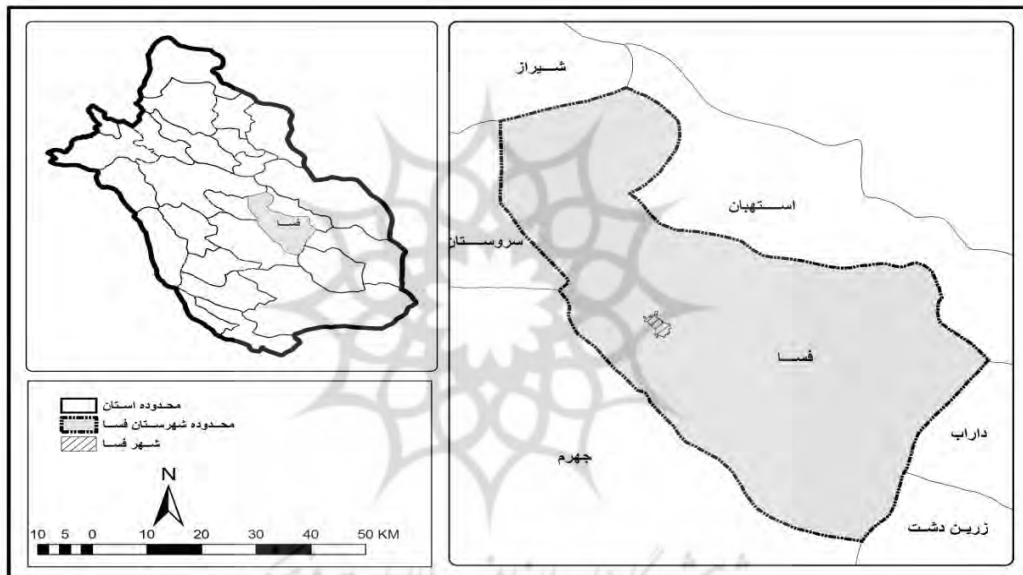 شیراز
استهبان
سروستان
فسا
فسا
داراب
جهرم
زرین دشت
محدوده استان
محدوده شهرستان فسا
شهر فسا
N
10 5 0 10 20 30 40 50 KM